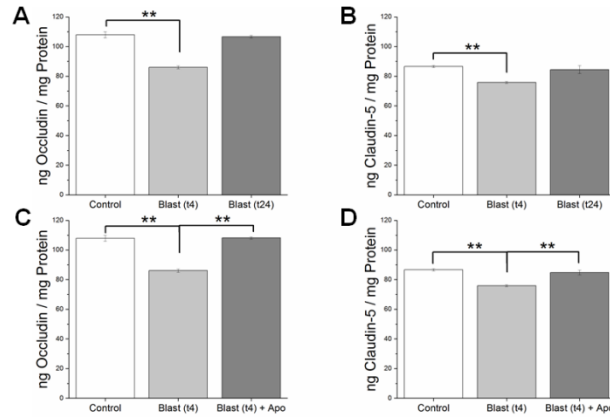 A
ng Occludin / mg Protein
120
100
80
60
40
20
0
**
Control
Blast (t4)
Blast (t24)
B
ng Claudin-5 / mg Protein
120
100
80
60
40
20
0
**
Control
Blast (t4)
Blast (t24)
C
ng Occludin / mg Protein
120
100
80
60
40
20
0
**
**
Control
Blast (t4)
Blast (t4) + Apo
D
ng Claudin-5 / mg Protein
120
100
80
60
40
20
0
**
**
Control
Blast (t4)
Blast (t4) + Apo